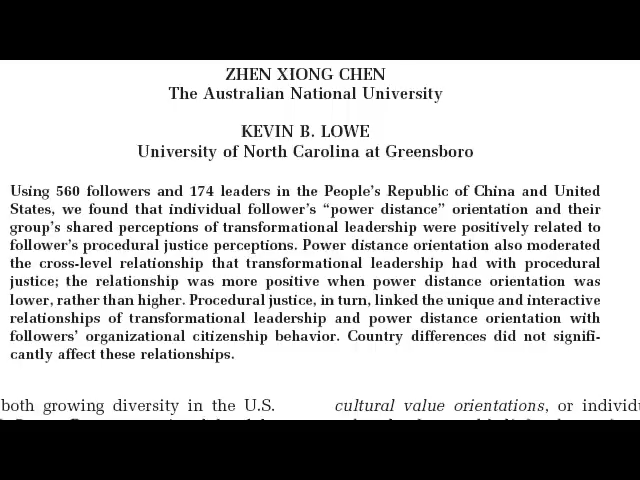 ZHEN XIONG CHEN
The Australian National University
KEVIN B. LOWE
University of North Carolina at Greensboro
Using 560 followers and 174 leaders in the People's Republic of China and United
States, we found that individual follower's “power distance” orientation and their
group's shared perceptions of transformational leadership were positively related to
follower's procedural justice perceptions. Power distance orientation also moderated
the cross-level relationship that transformational leadership had with procedural
justice; the relationship was more positive when power distance orientation was
lower, rather than higher. Procedural justice, in turn, linked the unique and interactive
relationships of transformational leadership and power distance orientation with
followers' organizational citizenship behavior. Country differences did not signifi-
cantly affect these relationships.
both growing diversity in the U.S.
cultural value orientations, or individu